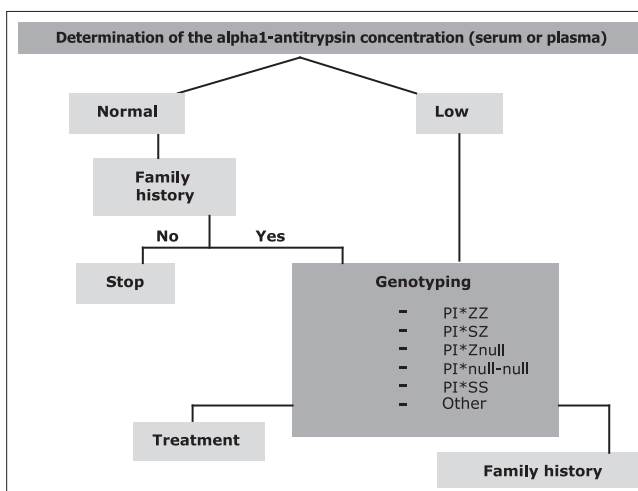 Determination of the alpha1-antitrypsin concentration (serum or plasma)
Normal
Low
Family
history
No
Yes
Stop
Genotyping
- PI*ZZ
- PI*SZ
- PI*Znull
- PI*null-null
- PI*SS
- Other
Treatment
Family history